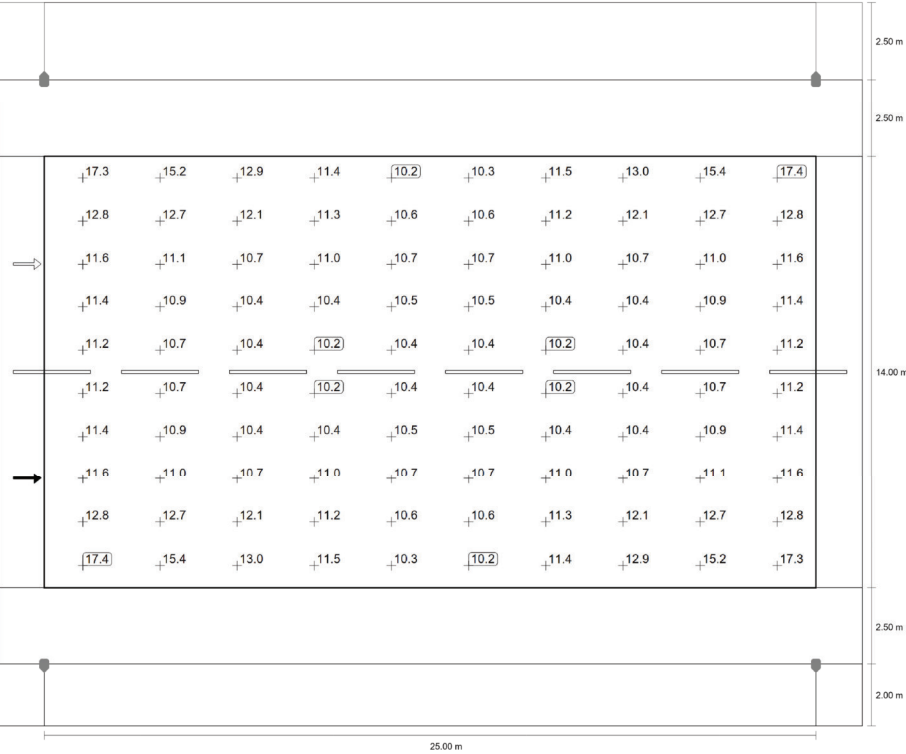 2.50 m
2.50 m
17.3 15.2 12.9 11.4 10.2 10.3 11.5 13.0 15.4 17.4
12.8 12.7 12.1 11.3 10.6 10.6 11.2 12.1 12.7 12.8
11.6 11.1 10.7 11.0 10.7 10.7 11.0 10.7 11.0 11.6
11.4 10.9 10.4 10.4 10.5 10.5 10.4 10.4 10.9 11.4
11.2 10.7 10.4 10.2 10.4 10.4 10.2 10.4 10.7 11.2
14.00 m
11.2 10.7 10.4 10.2 10.4 10.4 10.2 10.4 10.7 11.2
11.4 10.9 10.4 10.4 10.5 10.5 10.4 10.4 10.9 11.4
11.6 11.0 10.7 11.0 10.7 10.7 11.0 10.7 11.1 11.6
12.8 12.7 12.1 11.2 10.6 10.6 11.3 12.1 12.7 12.8
17.4 15.4 13.0 11.5 10.3 10.2 11.4 12.9 15.2 17.3
2.50 m
2.00 m
25.00 m